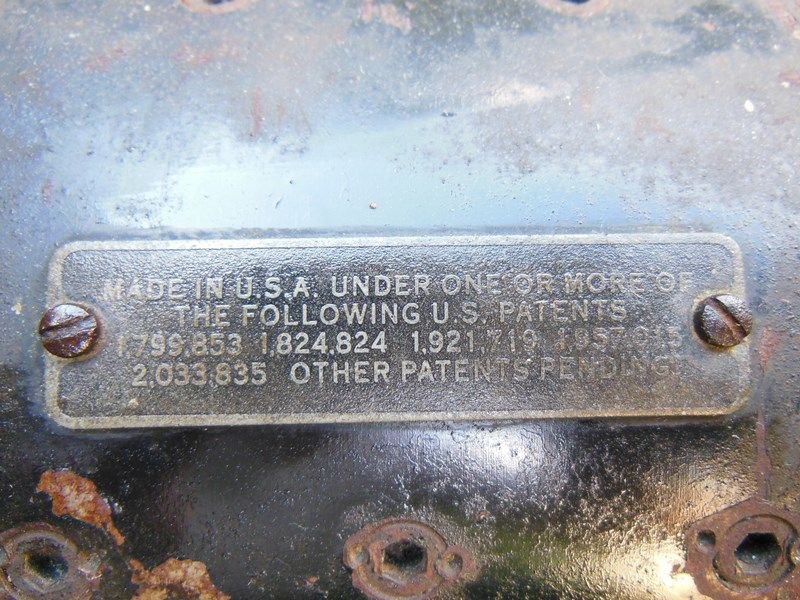 MADE IN U.S.A. UNDER ONE OR MORE OF
THE FOLLOWING U.S. PATENTS
1,799,853 1,824,824 1,921,719
2,033,835 OTHER PATENTS PENDING